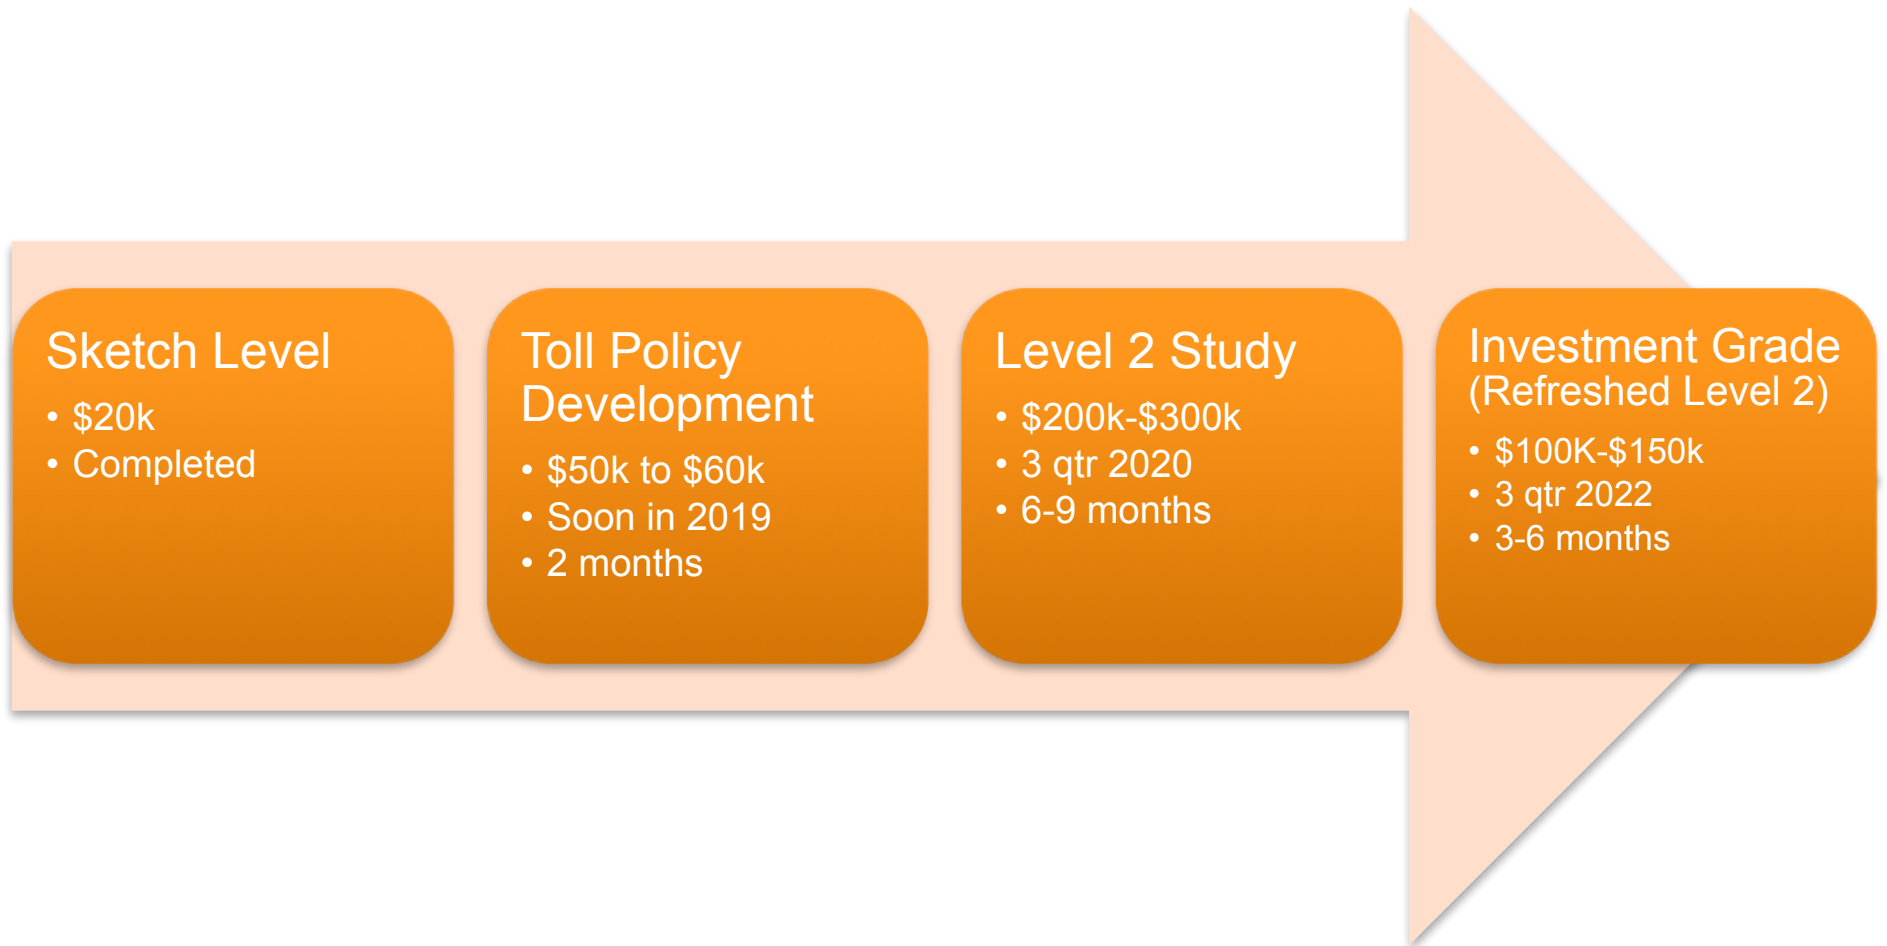 Sketch Level
• $20k
• Completed
Toll Policy
Development
• $50k to $60k
• Soon in 2019
• 2 months
Level 2 Study
• $200k-$300k
• 3 qtr 2020
• 6-9 months
Investment Grade
(Refreshed Level 2)
• $100K-$150k
• 3 qtr 2022
• 3-6 months